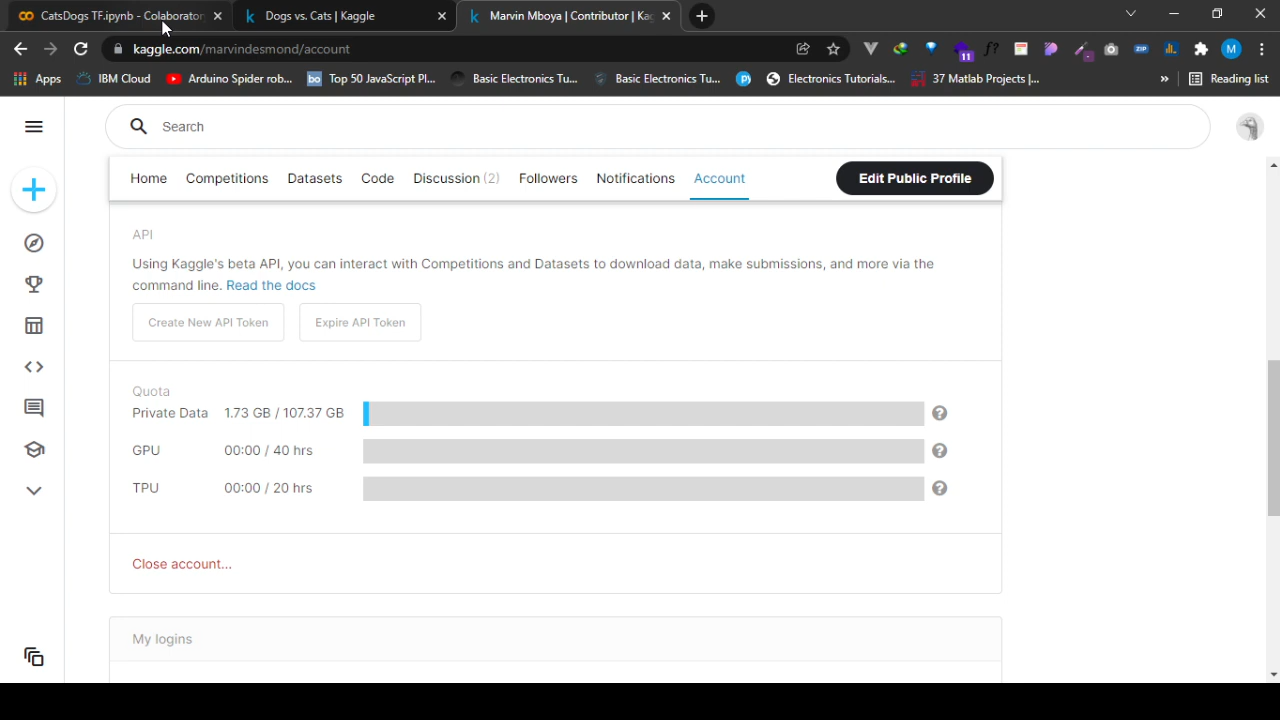 CatsDogs TF.ipynb - Colaborator
Dogs vs. Cats | Kaggle
Marvin Mboya | Contributor | Ka
kaggle.com/marvindesmond/account
11
ZIP
M
Apps
IBM Cloud
Arduino Spider rob...
Top 50 JavaScript Pl...
Basic Electronics Tu...
Basic Electronics Tu...
Electronics Tutorials...
37 Matlab Projects |...
»
Reading list
Search
Home
Competitions
Datasets
Code
Discussion (2)
Followers
Notifications
Account
Edit Public Profile
API
Using Kaggle's beta API, you can interact with Competitions and Datasets to download data, make submissions, and more via the
command line. Read the docs
Create New API Token
Expire API Token
Quota
Private Data 1.73 GB / 107.37 GB
GPU 00:00 / 40 hrs
TPU 00:00 / 20 hrs
Close account...
My logins